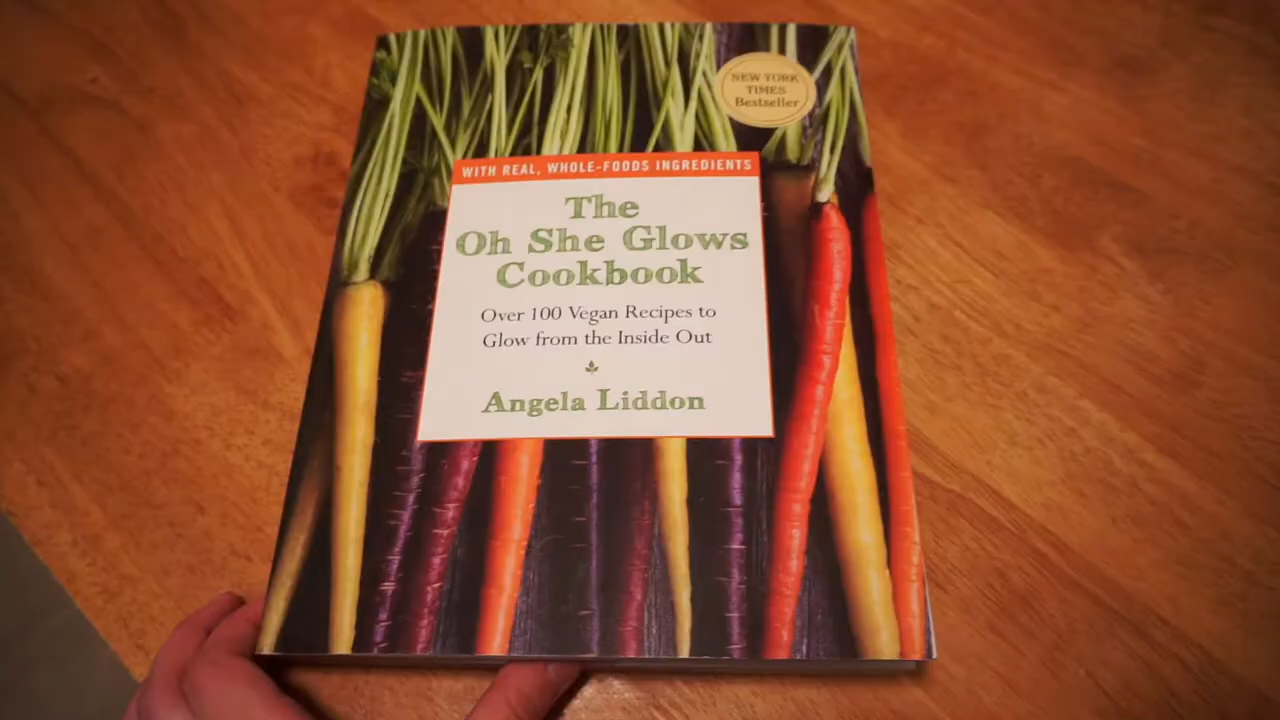 NEW YORK
TIMES
Bestseller
WITH REAL, WHOLE-FOODS INGREDIENTS
The
Oh She Glows
Cookbook
Over 100 Vegan Recipes to
Glow from the Inside Out
Angela Liddon